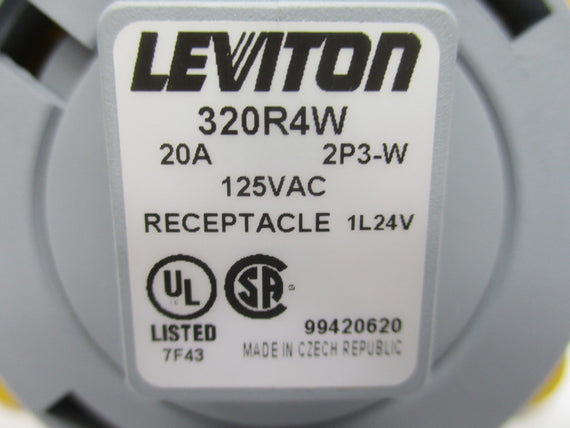 LEVITON
320R4W
20A 2P3-W
125VAC
RECEPTACLE 1L24V
UL SA
LISTED 99420620
7F43 MADE IN CZECH REPUBLIC